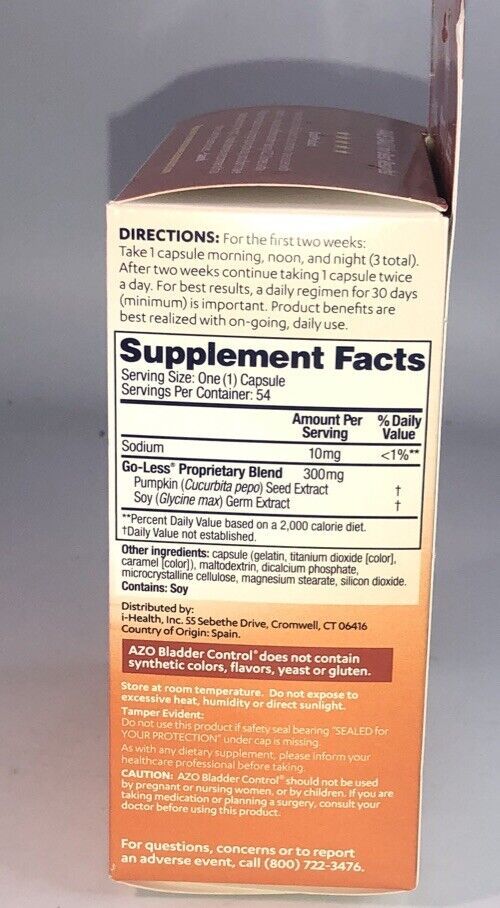 DIRECTIONS: For the first two weeks:
Take 1 capsule morning, noon, and night (3 total).
After two weeks continue taking 1 capsule twice
a day. For best results, a daily regimen for 30 days
(minimum) is important. Product benefits are
best realized with on-going, daily use.
Supplement Facts
Serving Size: One (1) Capsule
Servings Per Container: 54
Amount Per Serving % Daily Value
Sodium 10mg <1%**
Go-Less® Proprietary Blend 300mg
Pumpkin (Cucurbita pepo) Seed Extract †
Soy (Glycine max) Germ Extract †
**Percent Daily Value based on a 2,000 calorie diet.
†Daily Value not established.
Other ingredients: capsule (gelatin, titanium dioxide [color],
caramel [color]), maltodextrin, dicalcium phosphate,
microcrystalline cellulose, magnesium stearate, silicon dioxide.
Contains: Soy
Distributed by:
i-Health, Inc. 55 Sebethe Drive, Cromwell, CT 06416
Country of Origin: Spain.
AZO Bladder Control® does not contain
synthetic colors, flavors, yeast or gluten.
Store at room temperature. Do not expose to
excessive heat, humidity or direct sunlight.
Tamper Evident:
Do not use this product if safety seal bearing "SEALED for
YOUR PROTECTION" under cap is missing.
As with any dietary supplement, please inform your
healthcare professional before taking.
CAUTION: AZO Bladder Control® should not be used
by pregnant or nursing women, or by children. If you are
taking medication or planning a surgery, consult your
doctor before using this product.
For questions, concerns or to report
an adverse event, call (800) 722-3476.